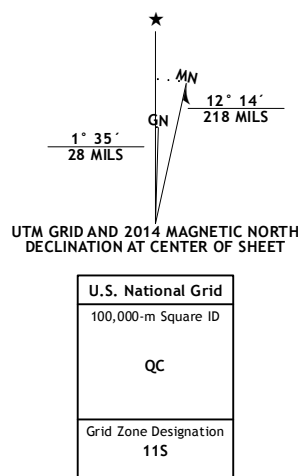 MN
GN
12° 14´
218 MILS
1° 35´
28 MILS
UTM GRID AND 2014 MAGNETIC NORTH
DECLINATION AT CENTER OF SHEET
U.S. National Grid
100,000-m Square ID
QC
Grid Zone Designation
11S